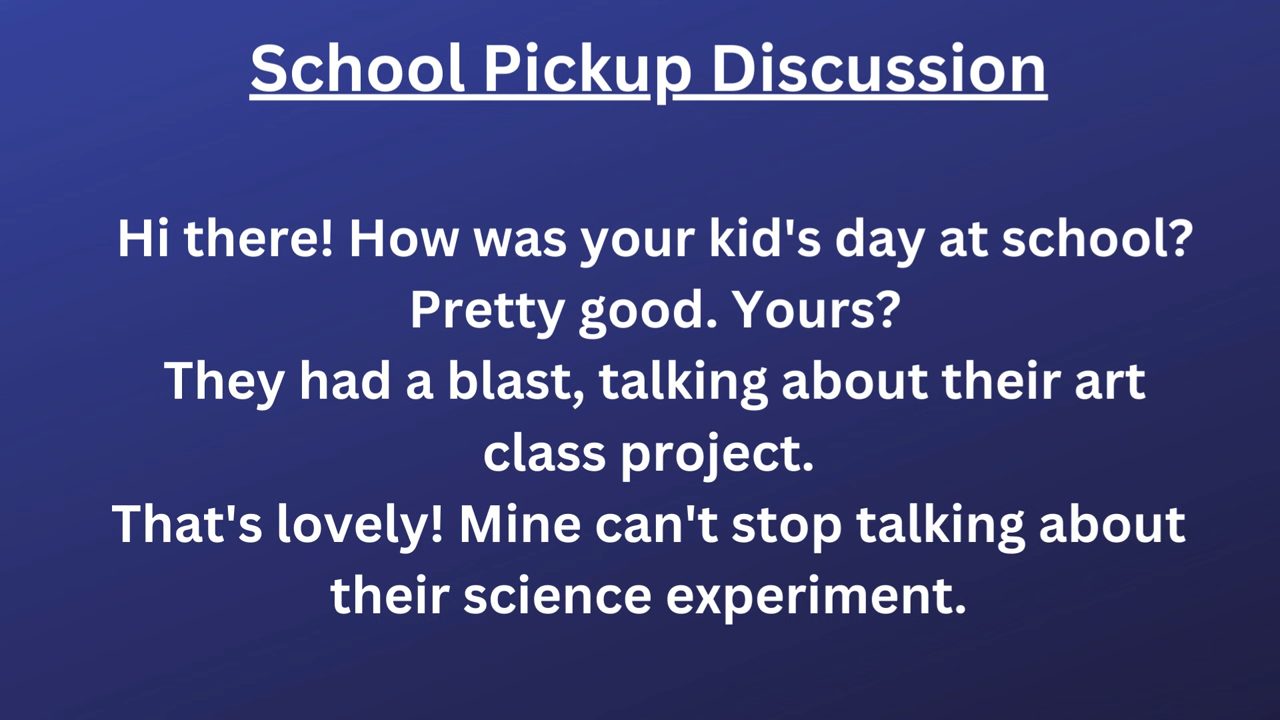 School Pickup Discussion
Hi there! How was your kid's day at school?
Pretty good. Yours?
They had a blast, talking about their art
class project.
That's lovely! Mine can't stop talking about
their science experiment.